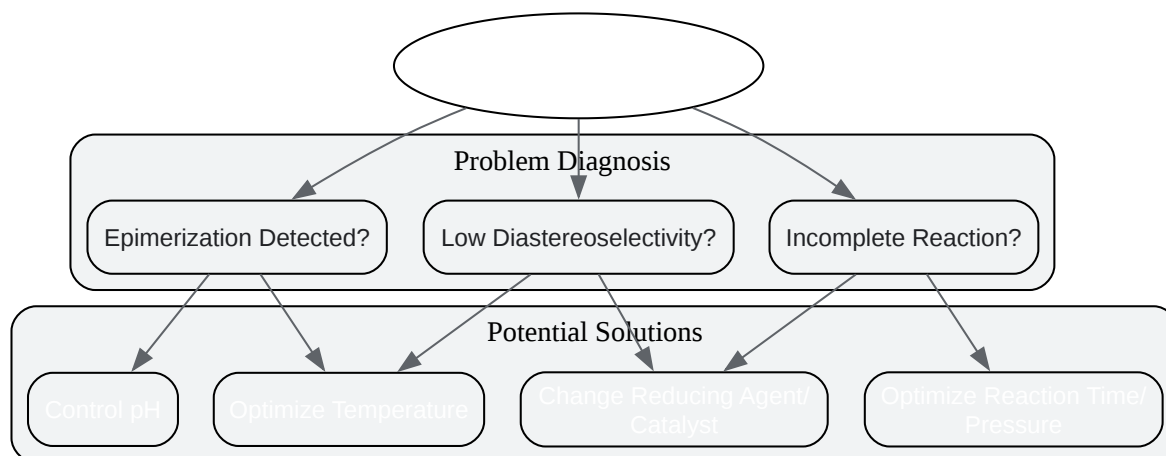 Problem Diagnosis
Epimerization Detected?
Low Diastereoselectivity?
Incomplete Reaction?
Potential Solutions
Control pH
Optimize Temperature
Change Reducing Agent/
Catalyst
Optimize Reaction Time/
Pressure